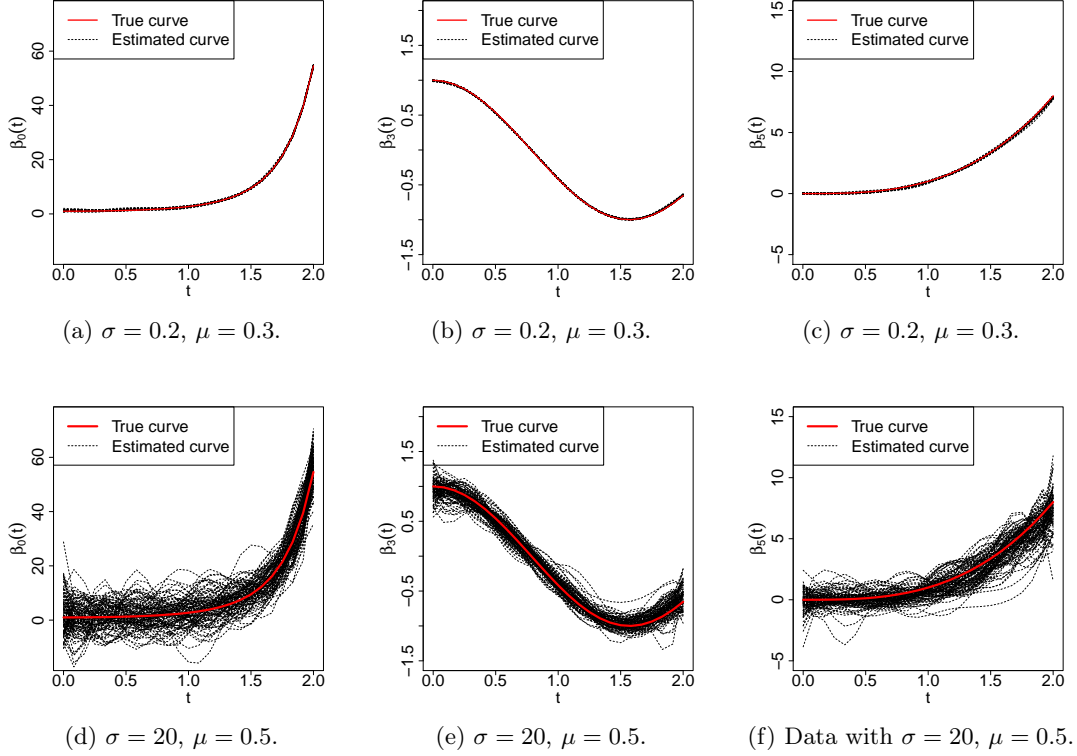 True curve
Estimated curve
β₀(t)
60
40
20
0
0.0 0.5 1.0 1.5 2.0
t
(a) σ = 0.2, μ = 0.3.
True curve
Estimated curve
β₃(t)
1.5
0.5
−0.5
−1.5
0.0 0.5 1.0 1.5 2.0
t
(b) σ = 0.2, μ = 0.3.
True curve
Estimated curve
β₅(t)
15
10
5
0
−5
0.0 0.5 1.0 1.5 2.0
t
(c) σ = 0.2, μ = 0.3.
True curve
Estimated curve
β₀(t)
60
40
20
0
0.0 0.5 1.0 1.5 2.0
t
(d) σ = 20, μ = 0.5.
True curve
Estimated curve
β₃(t)
1.5
0.5
−0.5
−1.5
0.0 0.5 1.0 1.5 2.0
t
(e) σ = 20, μ = 0.5.
True curve
Estimated curve
β₅(t)
15
10
5
0
−5
0.0 0.5 1.0 1.5 2.0
t
(f) Data with σ = 20, μ = 0.5.